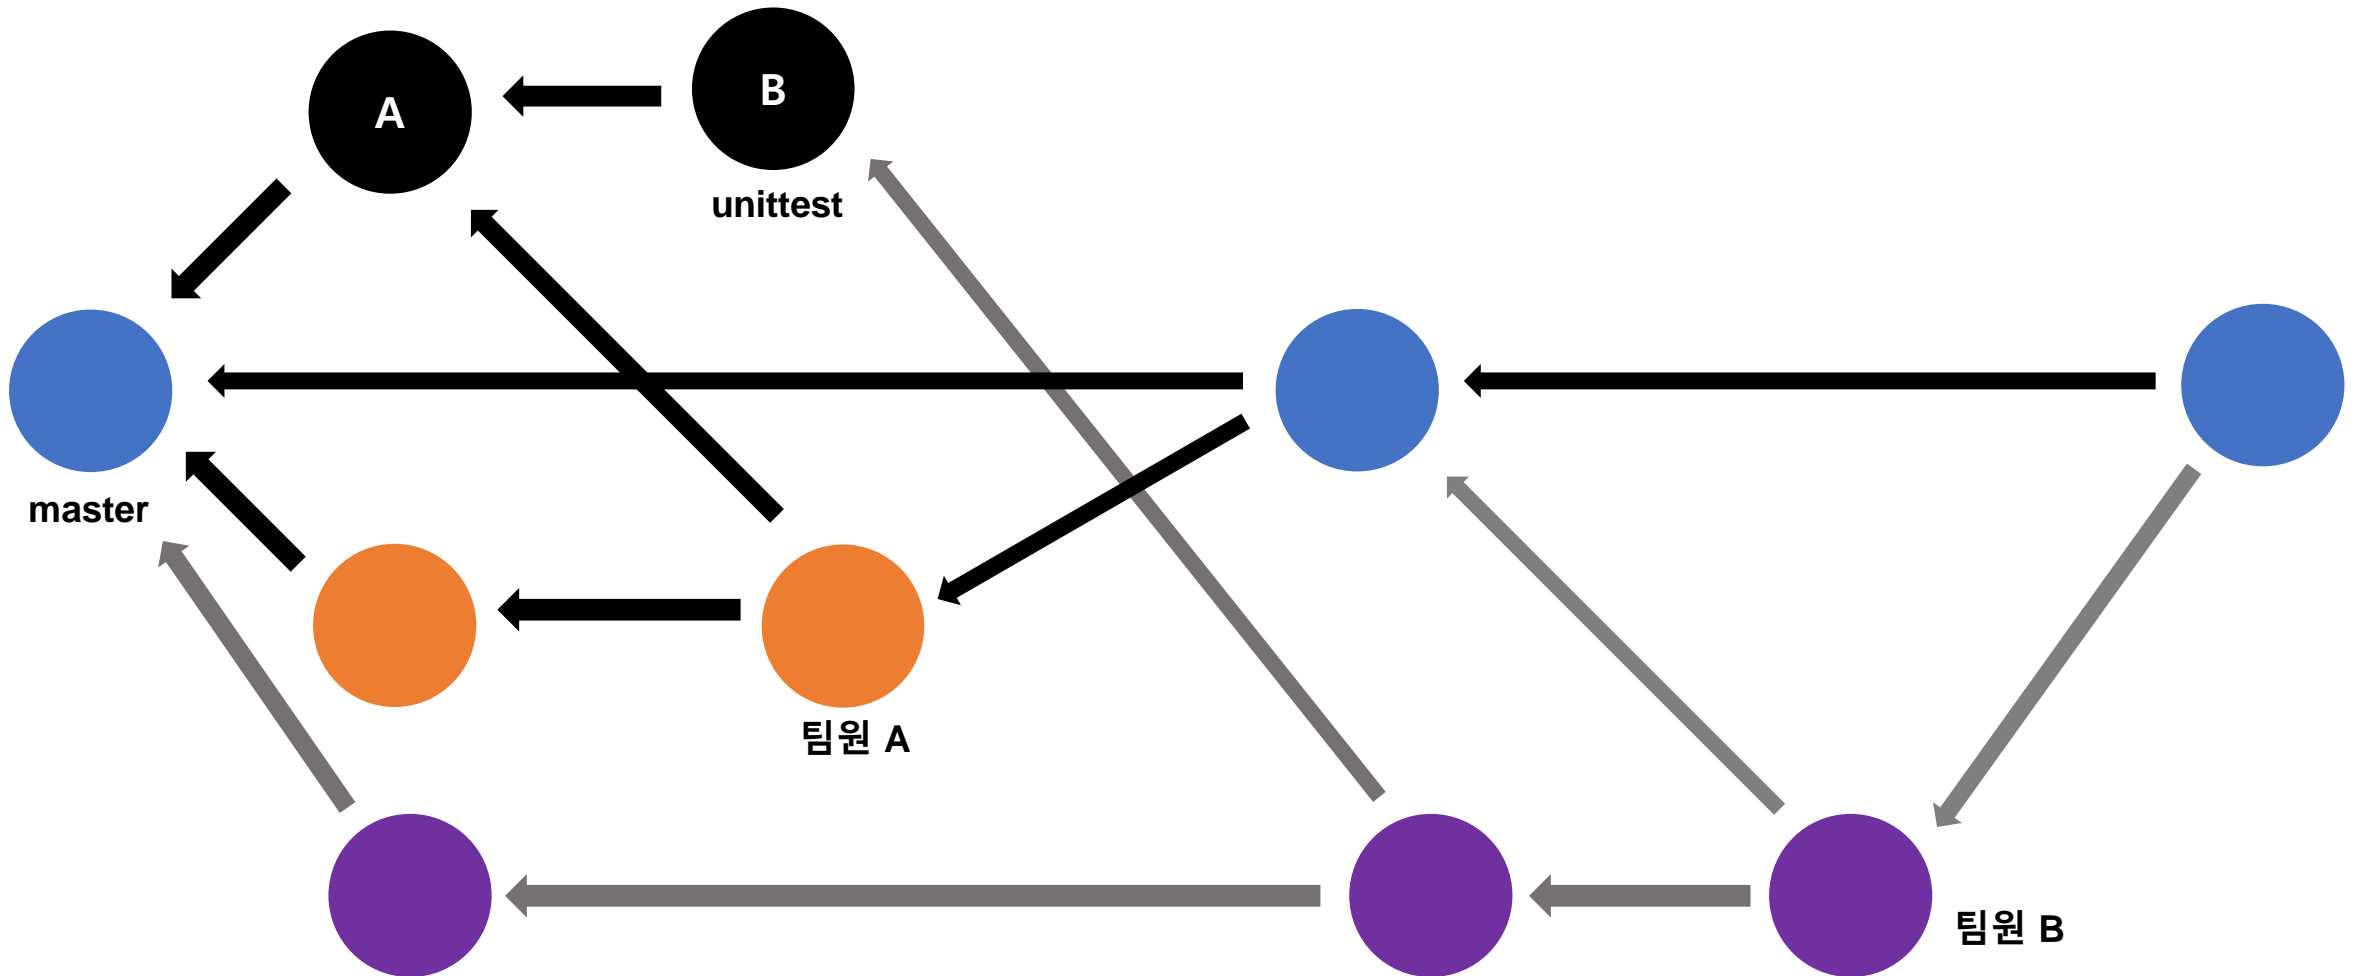 A
B
unittest
master
팀원 A
팀원 B